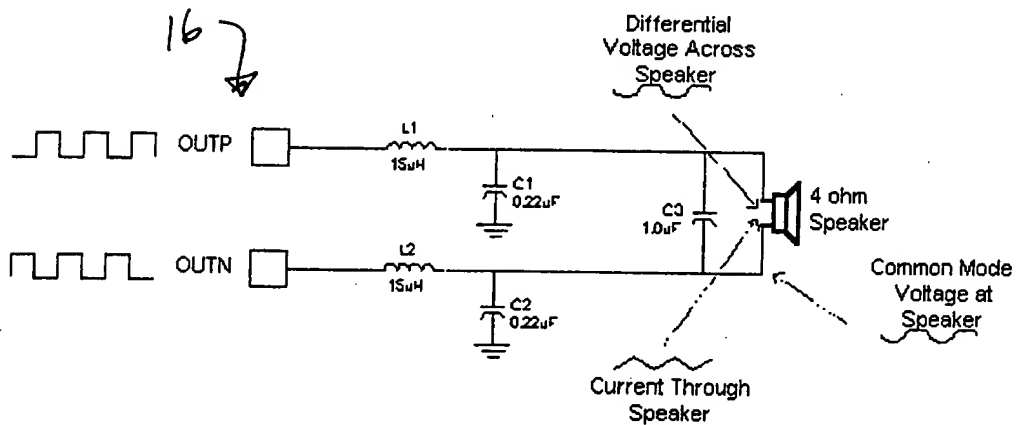 16
Differential
Voltage Across
Speaker
OUTP
L1
15uH
C1
0.22uF
C3
1.0uF
4 ohm
Speaker
OUTN
L2
15uH
C2
0.22uF
Common Mode
Voltage at
Speaker
Current Through
Speaker